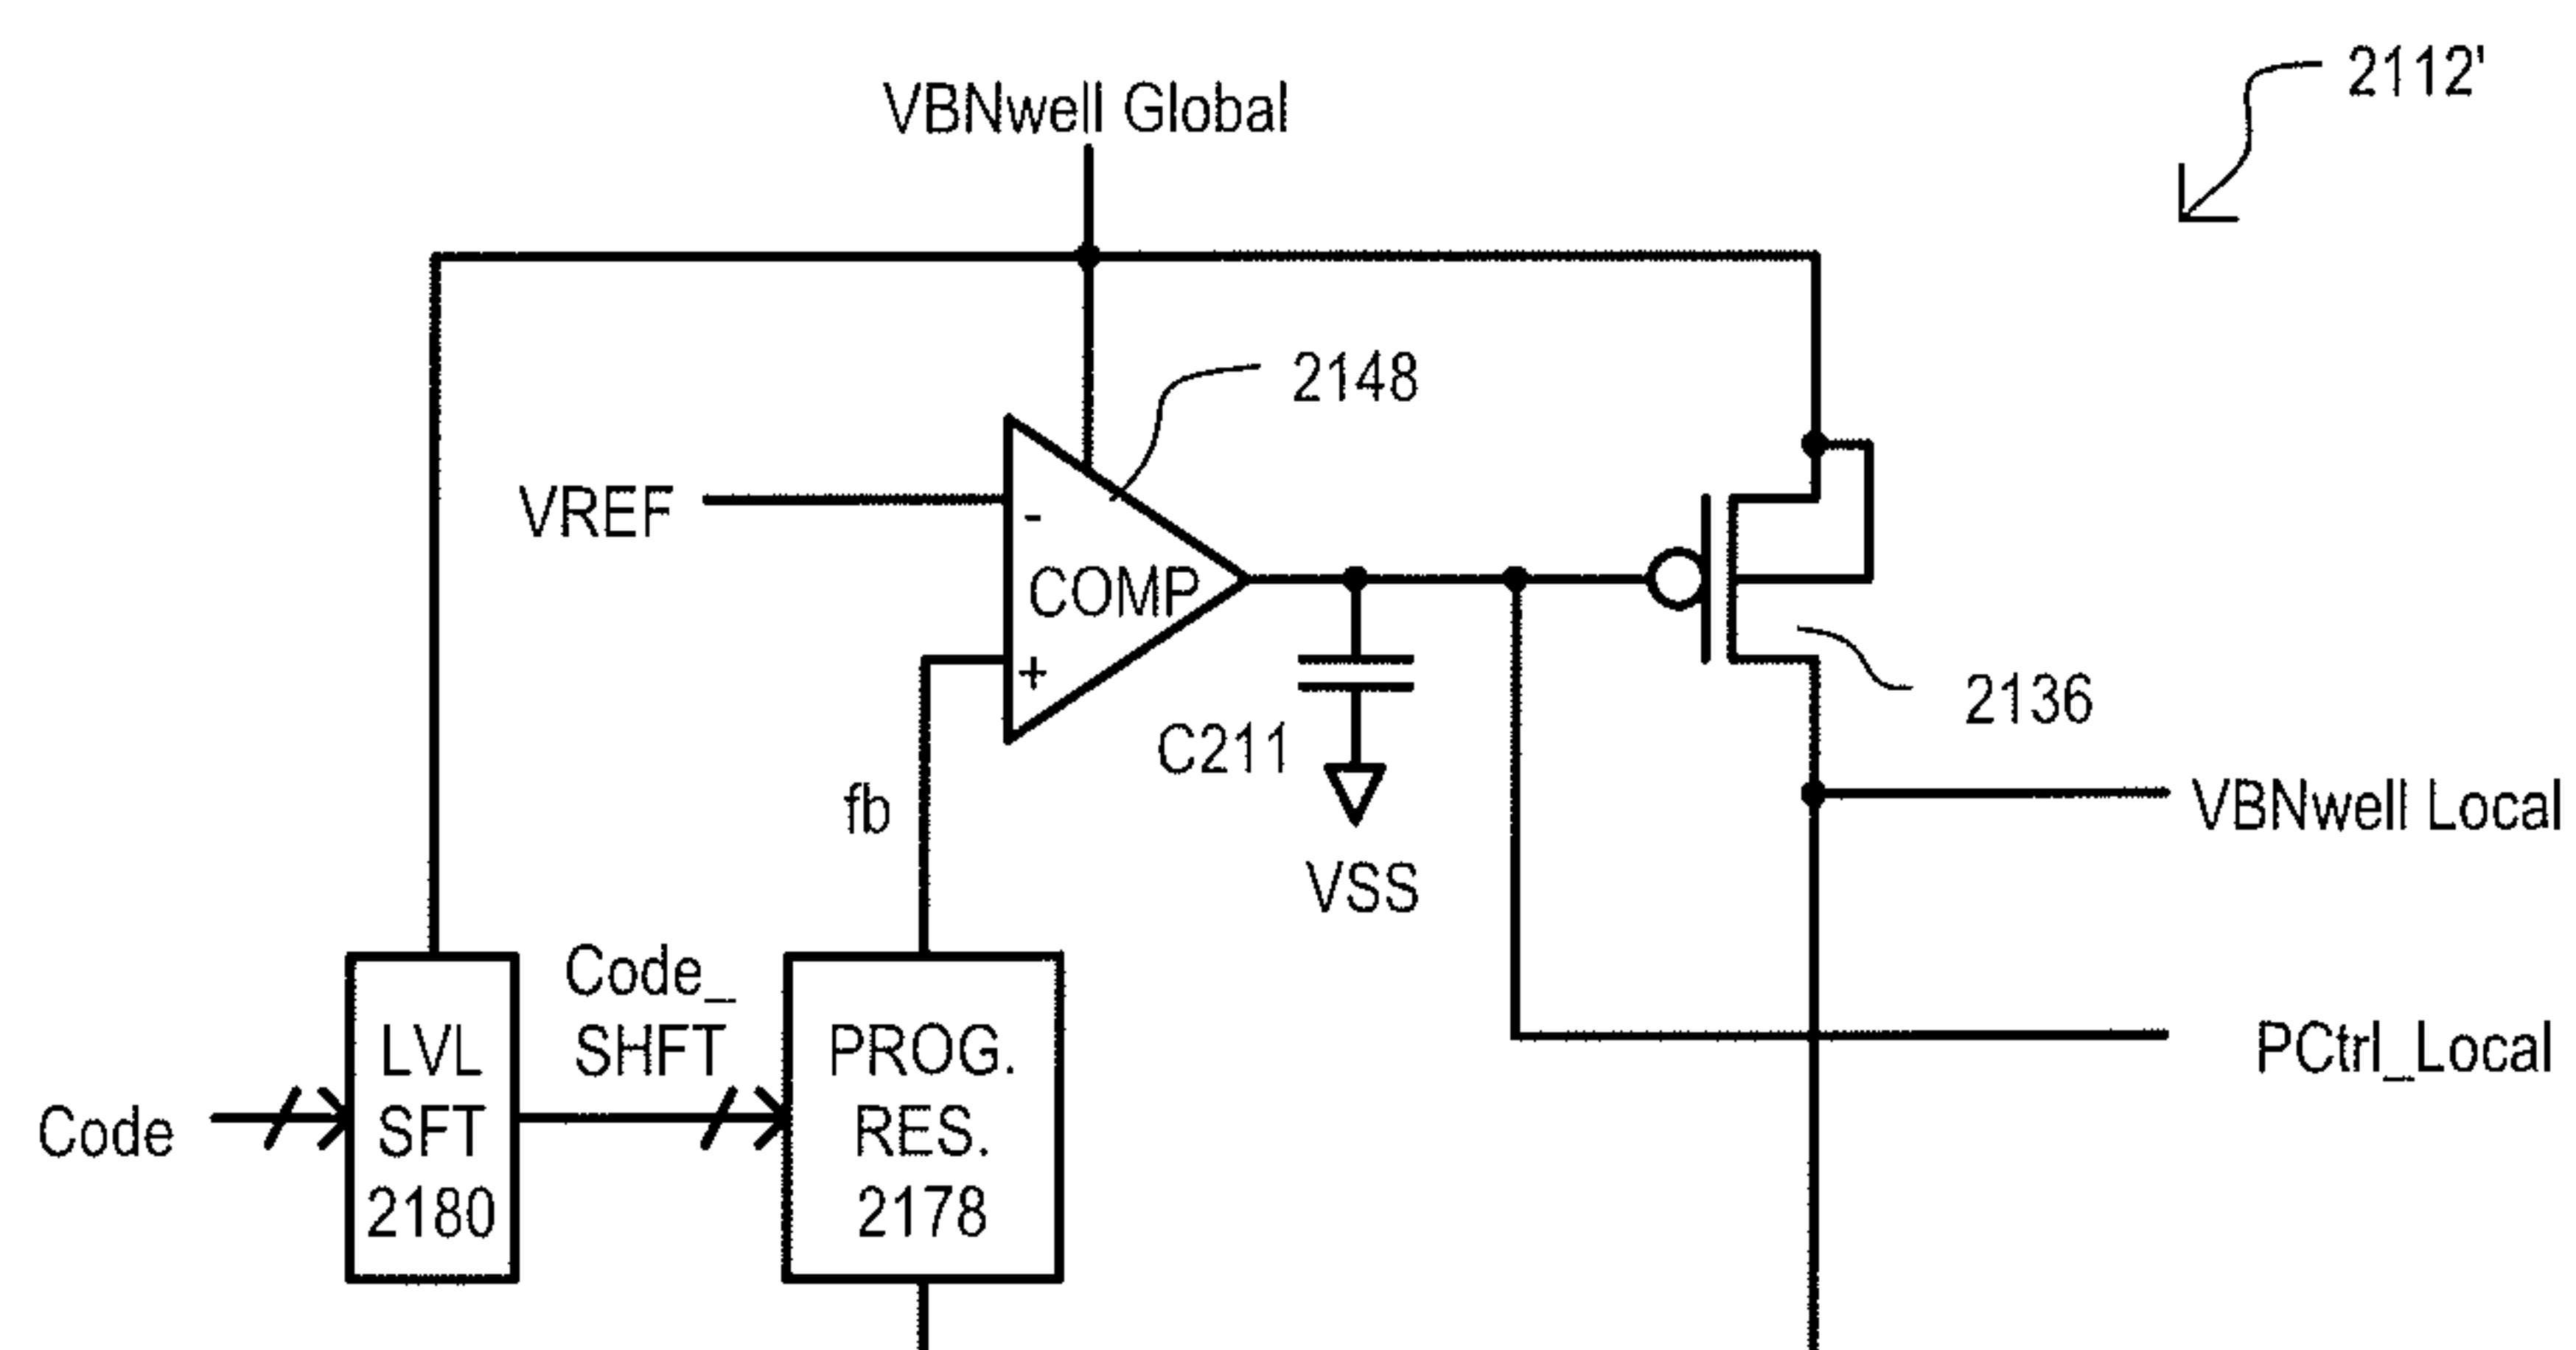 2112'
VBNwell Global
2148
VREF
-
COMP
+
2136
C211
VSS
fb
VBNwell Local
PCtrl_Local
Code
LVL
SFT
2180
Code_
SHFT
PROG.
RES.
2178